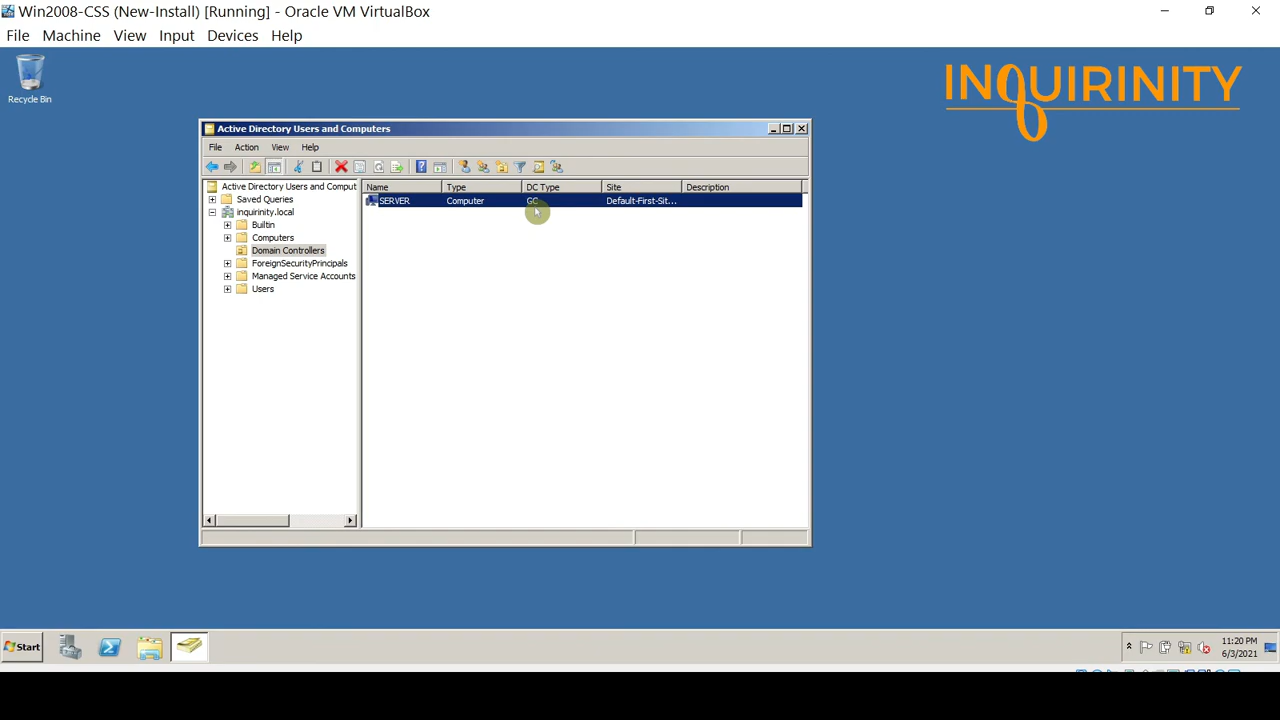 Win2008-CSS (New-Install) [Running] - Oracle VM VirtualBox
File Machine View Input Devices Help
Recycle Bin
INQUIRINITY
Active Directory Users and Computers
File Action View Help
Active Directory Users and Comput
Saved Queries
inquirinity.local
Builtin
Computers
Domain Controllers
ForeignSecurityPrincipals
Managed Service Accounts
Users
Name Type DC Type Site Description
SERVER Computer GC Default-First-Sit...
Start
11:20 PM
6/3/2021